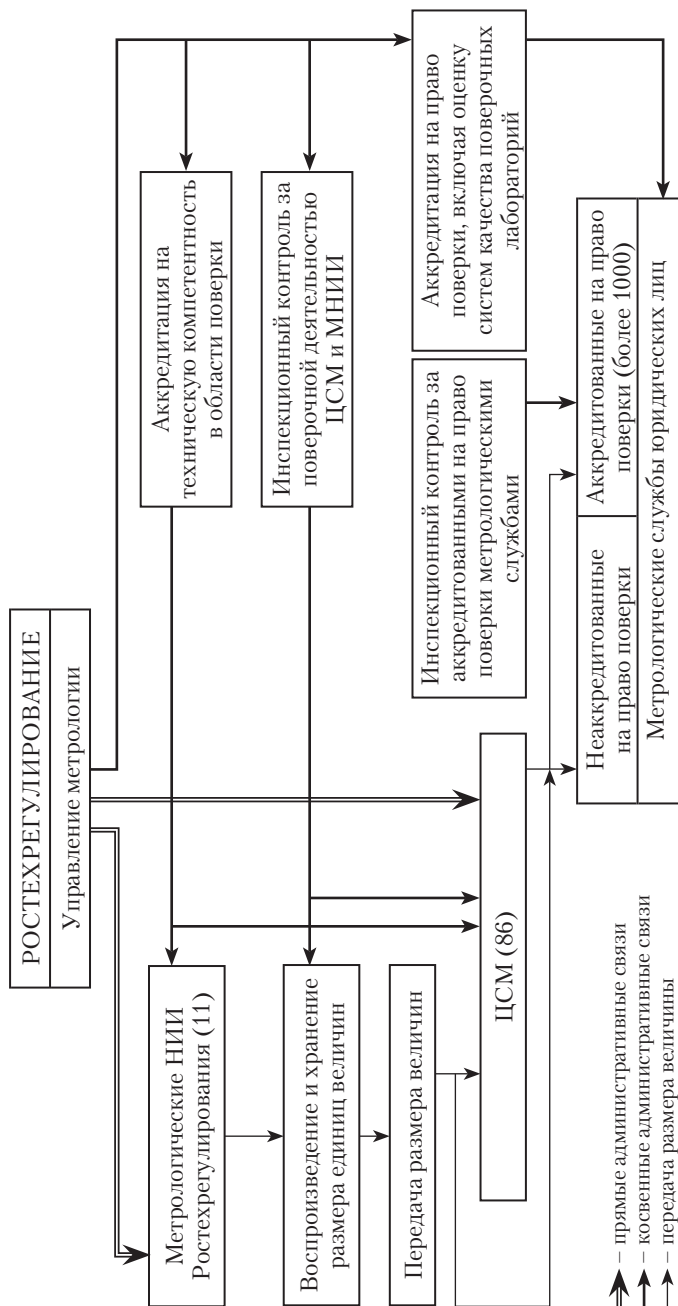 РОСТЕХРЕГУЛИРОВАНИЕ
Управление метрологии
Метрологические НИИ
Ростехрегулирования (11)
Аккредитация на
техническую компетентность
в области поверки
Воспроизведение и хранение
размера единиц величин
Инспекционный контроль за
поверочной деятельностью
ЦСМ и МНИИ
Передача размера величин
ЦСМ (86)
Инспекционный контроль за
аккредитованными на право
поверки метрологическими
службами
Аккредитация на право
поверки, включая оценку
систем качества поверочных
лабораторий
Неаккредитованные
на право поверки
Аккредитованные на право
поверки (более 1000)
Метрологические службы юридических лиц
– прямые административные связи
– косвенные административные связи
– передача размера величины